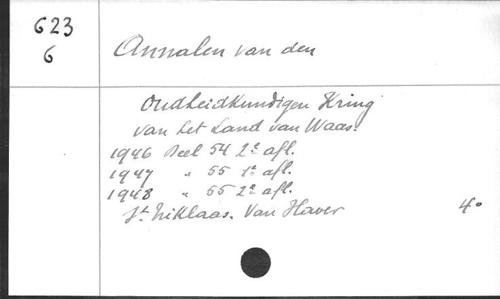 623
6
Annalen van den
Oudheidkundigen Kring
van het Land van Waas.
1946 Deel 54 2e afl.
1947 " 55 1e afl.
1948 " 55 2e afl.
St. Niklaas. Van Haver 4°